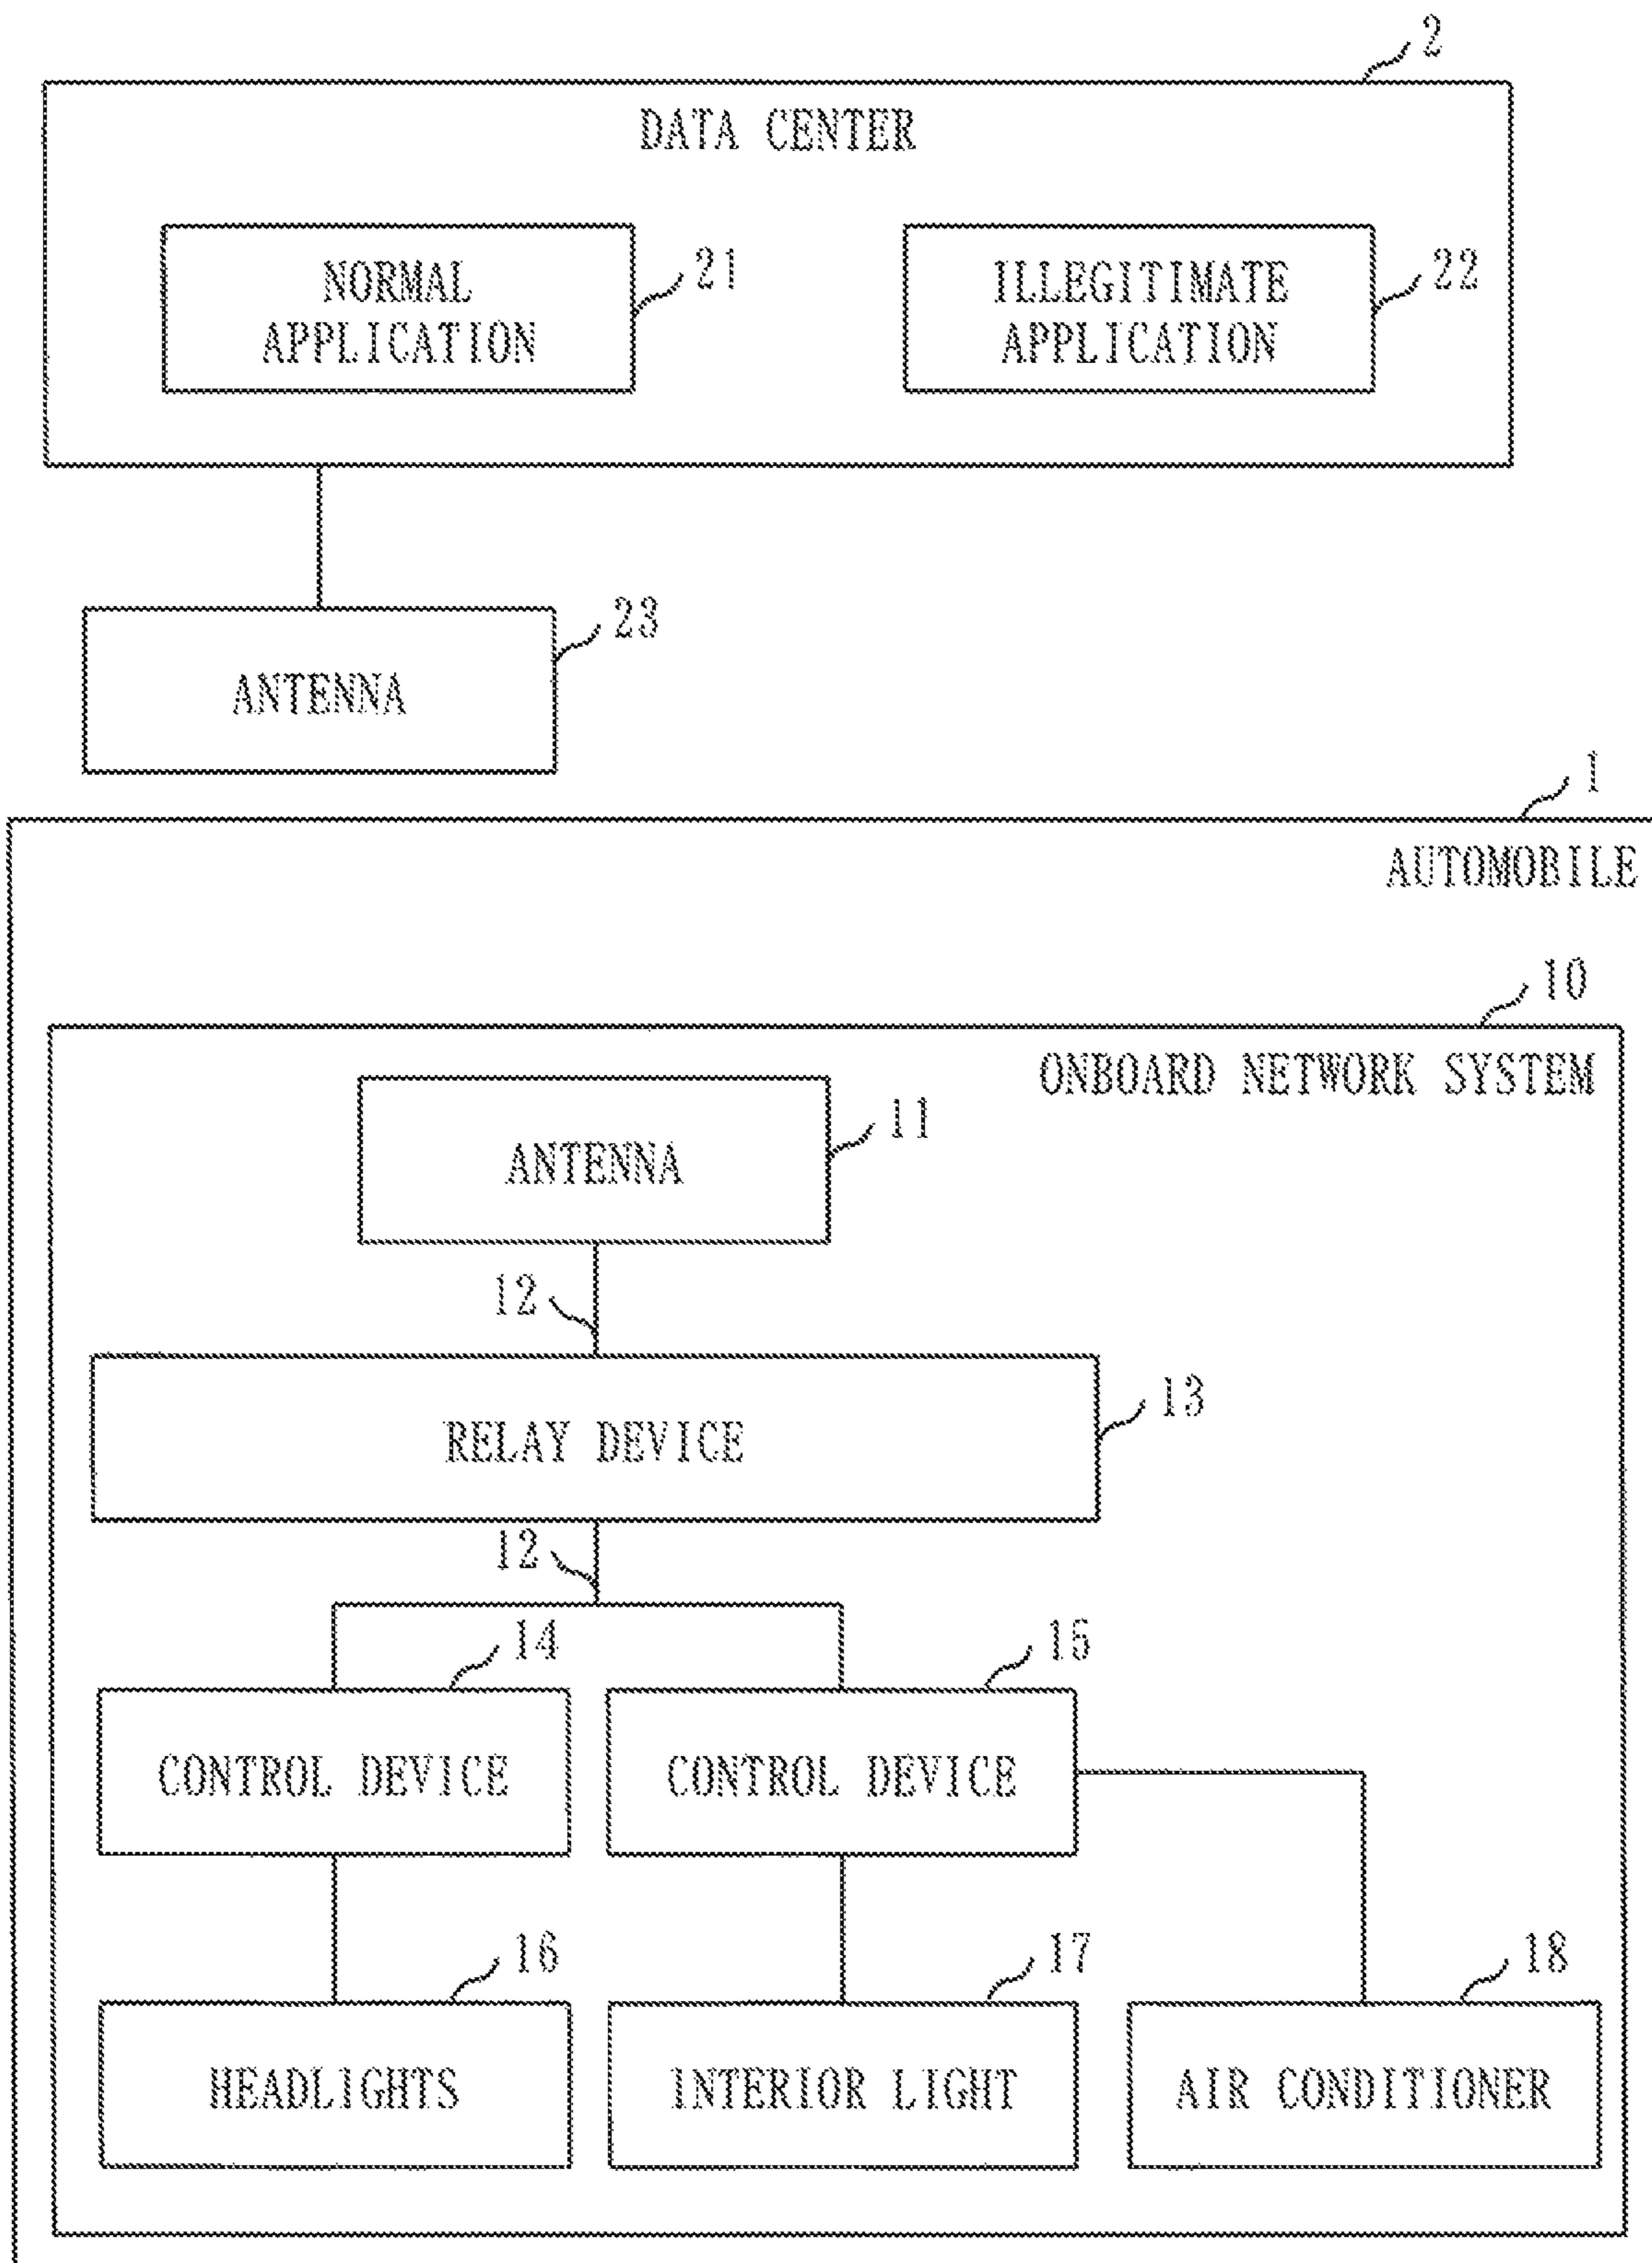 2
DATA CENTER
NORMAL
APPLICATION
21
ILLEGITIMATE
APPLICATION
22
ANTENNA
23
1
AUTOMOBILE
10
ONBOARD NETWORK SYSTEM
ANTENNA
11
12
RELAY DEVICE
13
12
14
15
CONTROL DEVICE
CONTROL DEVICE
16
17
18
HEADLIGHTS
INTERIOR LIGHT
AIR CONDITIONER